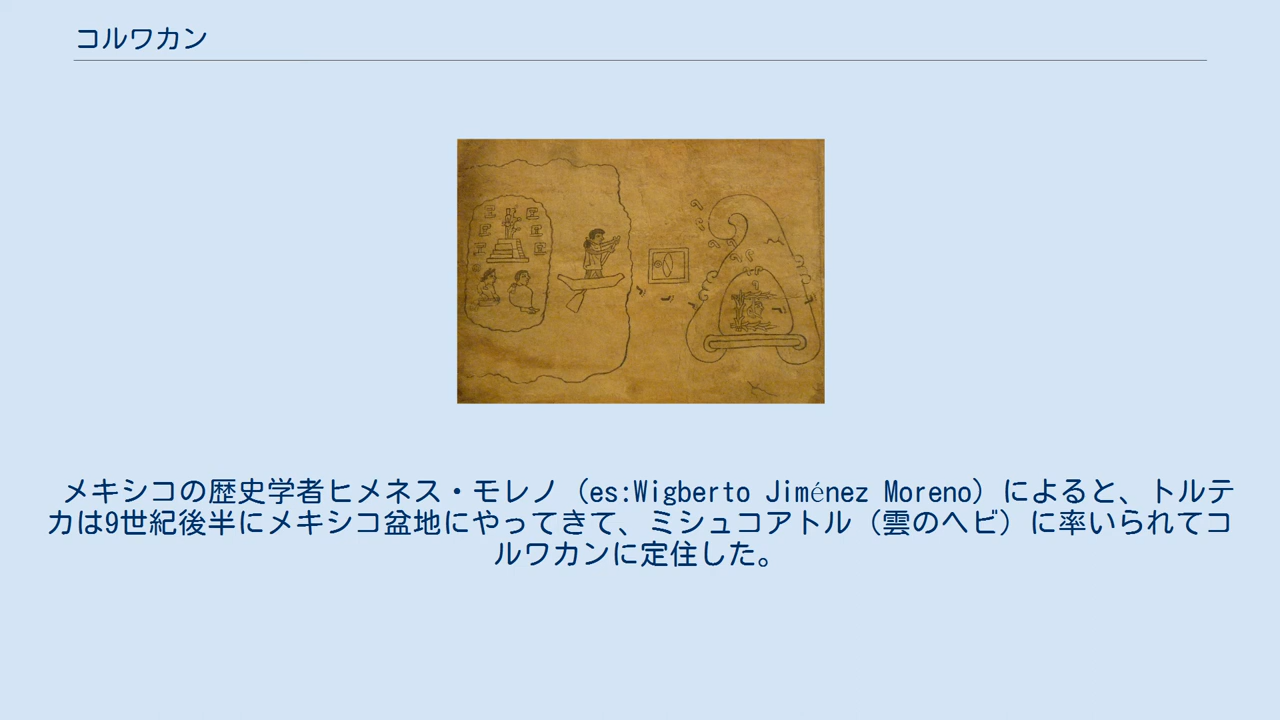 コルワカン
メキシコの歴史学者ヒメネス・モレノ（es:Wigberto Jiménez Moreno）によると、トルテ
カは9世紀後半にメキシコ盆地にやってきて、ミシュコアトル（雲のヘビ）に率いられてコ
ルワカンに定住した。